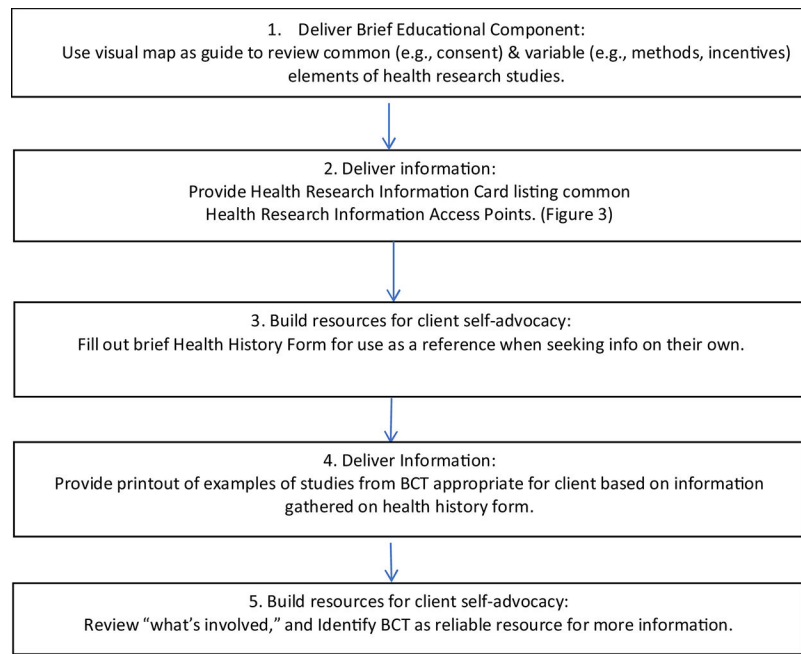 1. Deliver Brief Educational Component:
Use visual map as guide to review common (e.g., consent) & variable (e.g., methods, incentives)
elements of health research studies.
2. Deliver information:
Provide Health Research Information Card listing common
Health Research Information Access Points. (Figure 3)
3. Build resources for client self-advocacy:
Fill out brief Health History Form for use as a reference when seeking info on their own.
4. Deliver Information:
Provide printout of examples of studies from BCT appropriate for client based on information
gathered on health history form.
5. Build resources for client self-advocacy:
Review “what’s involved,” and Identify BCT as reliable resource for more information.